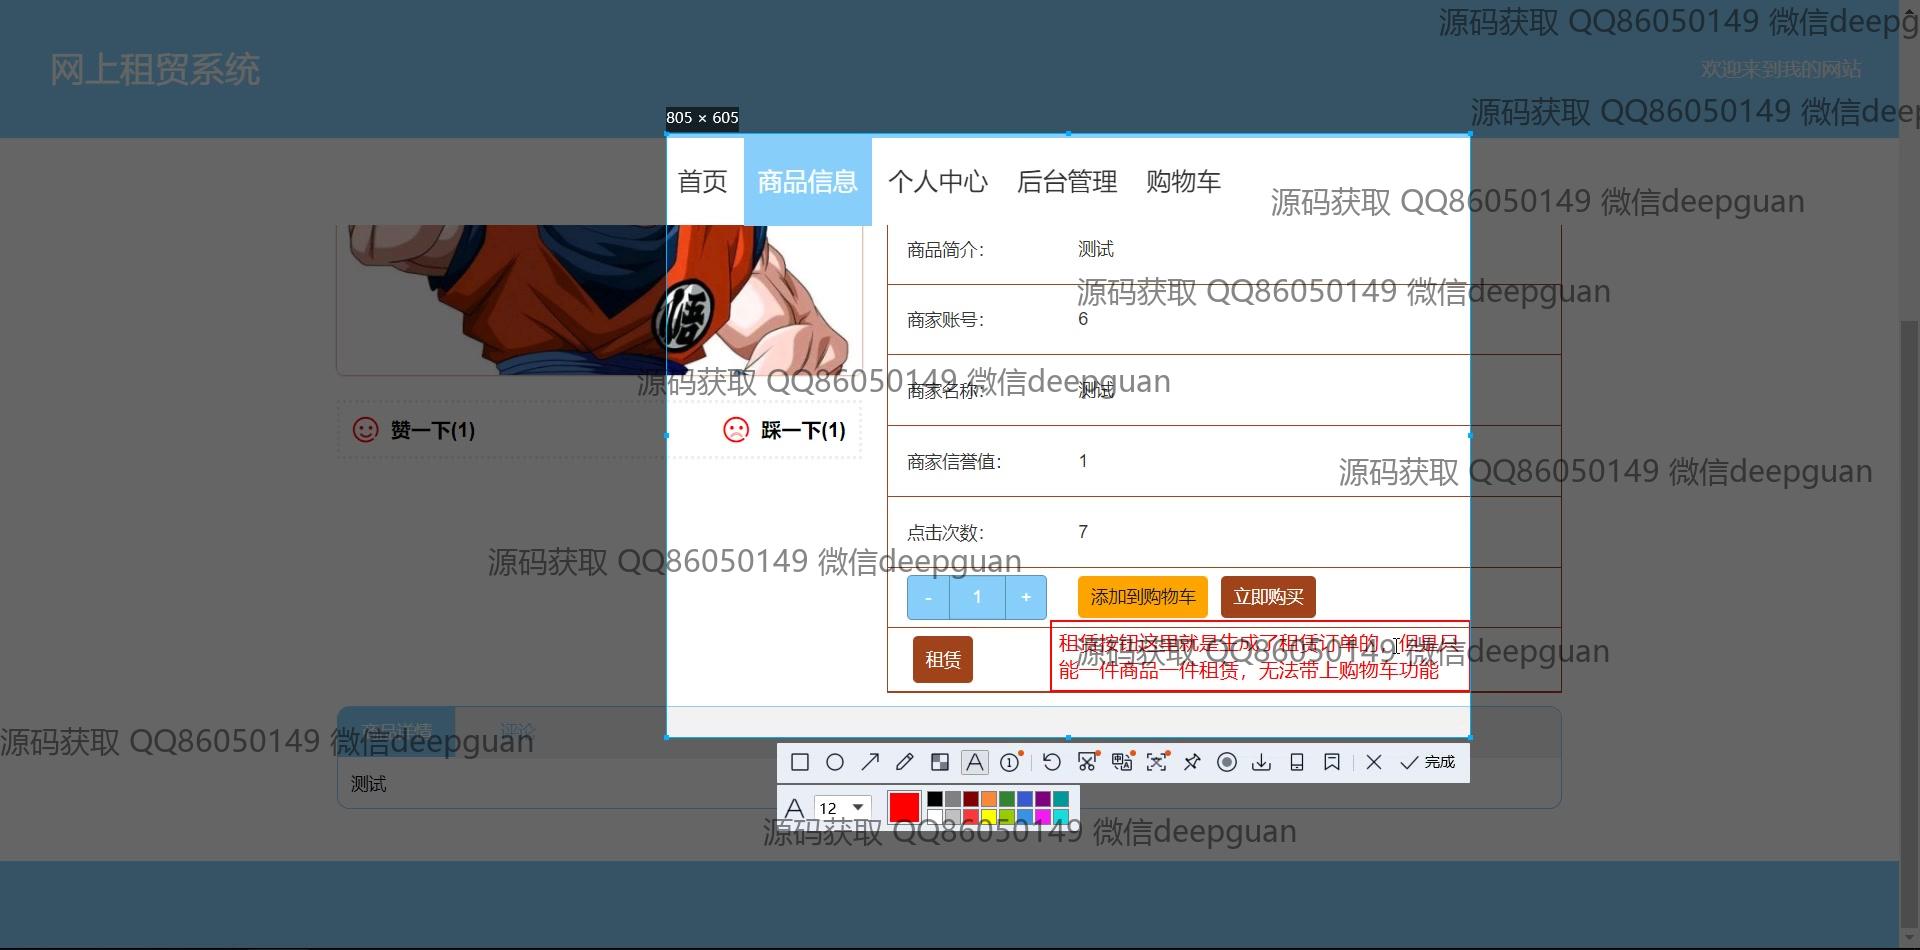 源码获取 QQ86050149 微信deepg
网上租贸系统
欢迎来到我的网站
源码获取 QQ86050149 微信deep
805 × 605
首页
商品信息
个人中心
后台管理
购物车
源码获取 QQ86050149 微信deepguan
商品简介： 测试
源码获取 QQ86050149 微信deepguan
商家账号： 6
悟
源码获取 QQ86050149 微信deepguan
商家名称： 测试
赞一下(1)
踩一下(1)
商家信誉值： 1
源码获取 QQ86050149 微信deepguan
点击次数： 7
源码获取 QQ86050149 微信deepguan
- 1 +
添加到购物车
立即购买
租赁
租赁按钮这里就是生成了租赁订单的，但是只
能一件商品一件租赁，无法带上购物车功能
源码获取 QQ86050149 微信deepguan
商品详情
评论
源码获取 QQ86050149 微信deepguan
完成
测试
A 12
源码获取 QQ86050149 微信deepguan